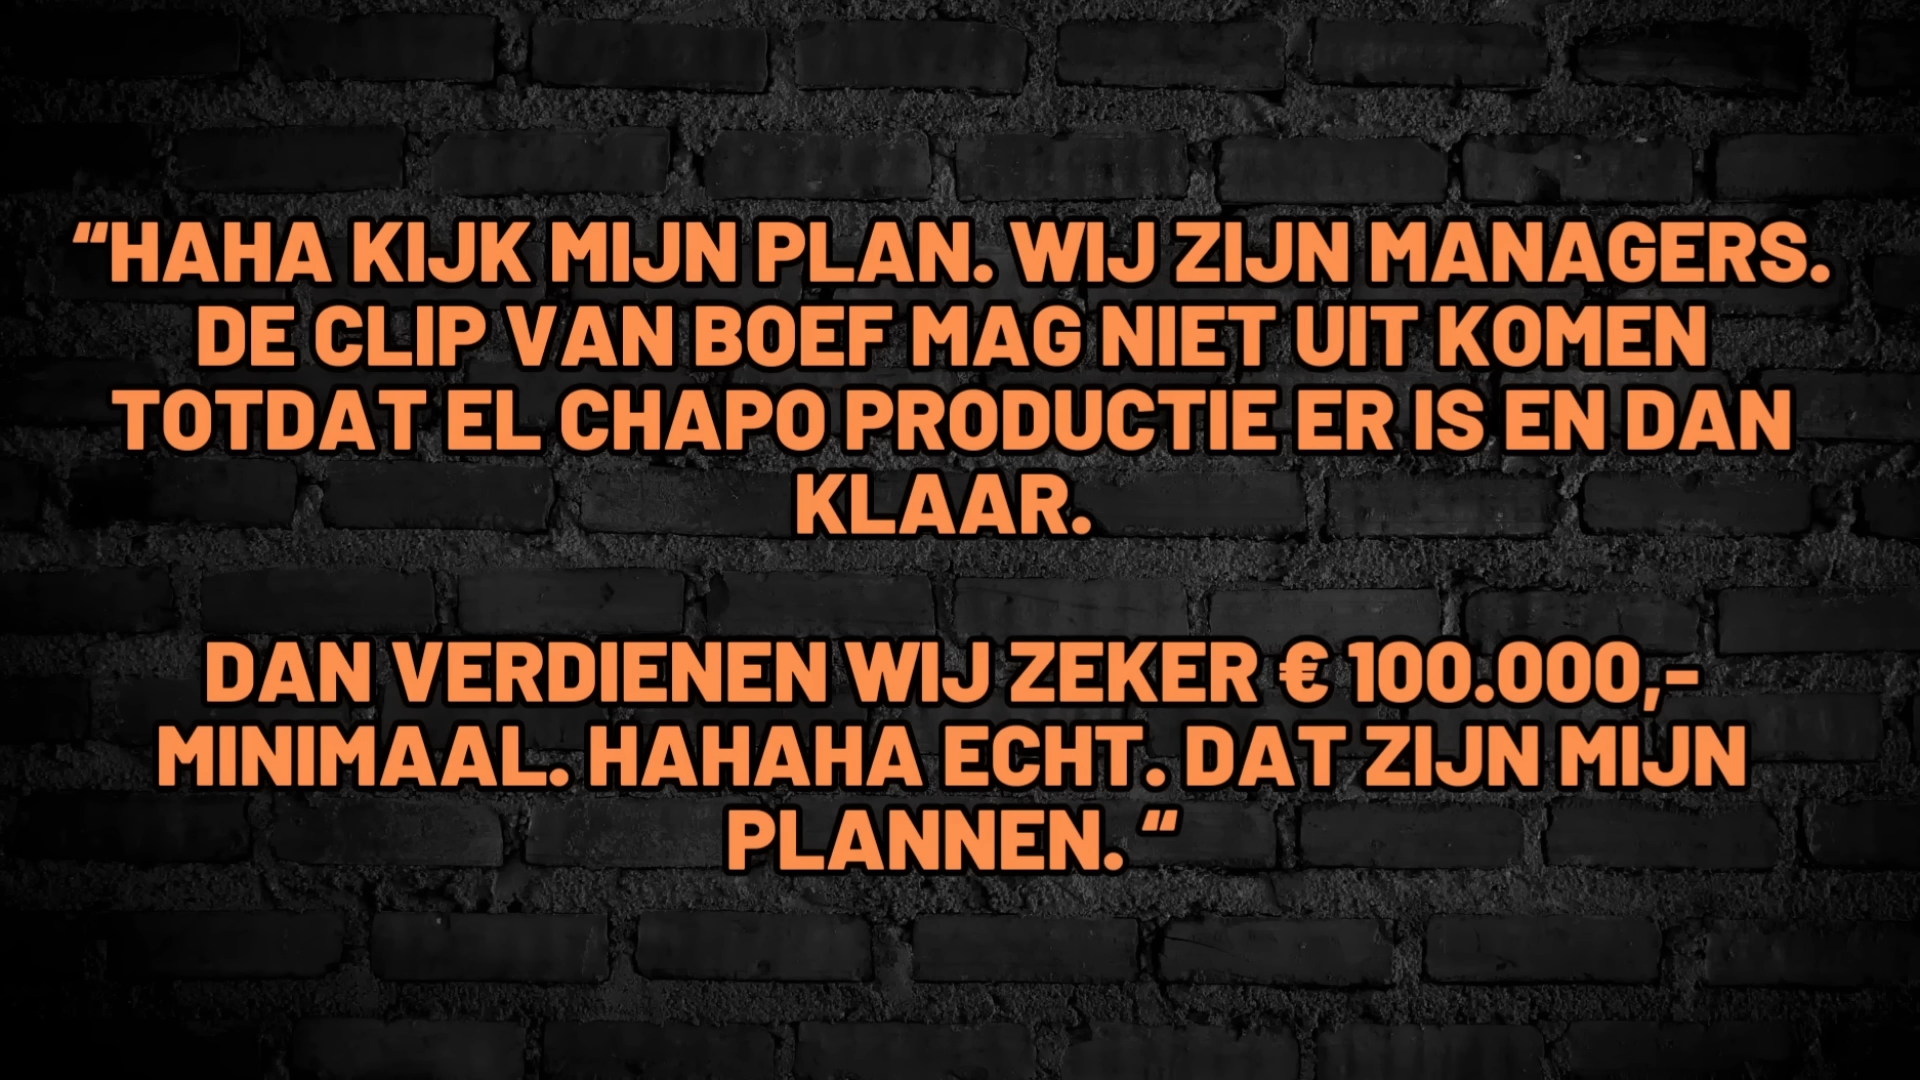 “HAHA KIJK MIJN PLAN. WIJ ZIJN MANAGERS.
DE CLIP VAN BOEF MAG NIET UIT KOMEN
TOTDAT EL CHAPO PRODUCTIE ER IS EN DAN
KLAAR.
DAN VERDIENEN WIJ ZEKER € 100.000,-
MINIMAAL. HAHAHA ECHT. DAT ZIJN MIJN
PLANNEN. “